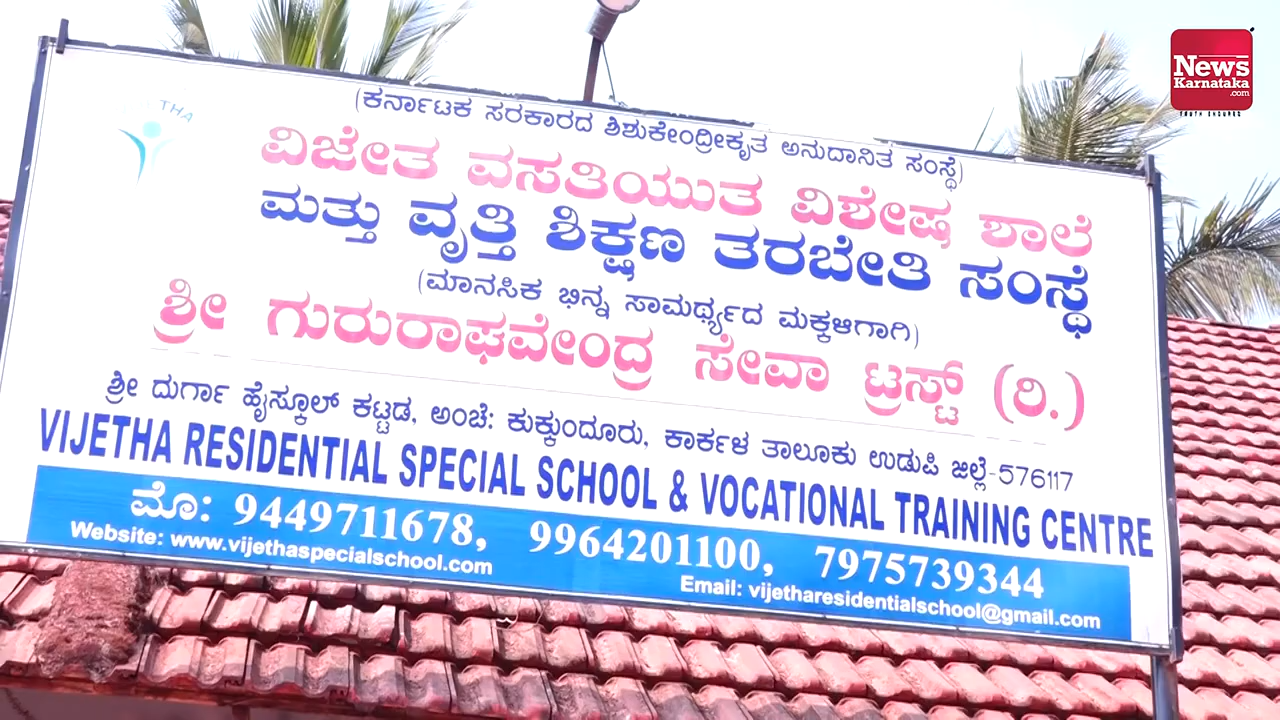 News
Karnataka
.com
THA
(ಕರ್ನಾಟಕ ಸರಕಾರದ ಶಿಶುಕೇಂದ್ರೀಕೃತ ಅನುದಾನಿತ ಸಂಸ್ಥೆ)
ವಿಜೇತ ವಸತಿಯುತ ವಿಶೇಷ ಶಾಲೆ
ಮತ್ತು ವೃತ್ತಿ ಶಿಕ್ಷಣ ತರಬೇತಿ ಸಂಸ್ಥೆ
(ಮಾನಸಿಕ ಭಿನ್ನ ಸಾಮರ್ಥ್ಯದ ಮಕ್ಕಳಿಗಾಗಿ)
ಶ್ರೀ ಗುರುರಾಘವೇಂದ್ರ ಸೇವಾ ಟ್ರಸ್ಟ್ (ರಿ.)
ಶ್ರೀ ದುರ್ಗಾ ಹೈಸ್ಕೂಲ್ ಕಟ್ಟಡ, ಅಂಚೆ: ಕುಕ್ಕುಂದೂರು, ಕಾರ್ಕಳ ತಾಲೂಕು ಉಡುಪಿ ಜಿಲ್ಲೆ-576117
VIJETHA RESIDENTIAL SPECIAL SCHOOL & VOCATIONAL TRAINING CENTRE
ಮೊ: 9449711678, 9964201100, 7975739344
Website: www.vijethaspecialschool.com
Email: vijetharesidentialschool@gmail.com